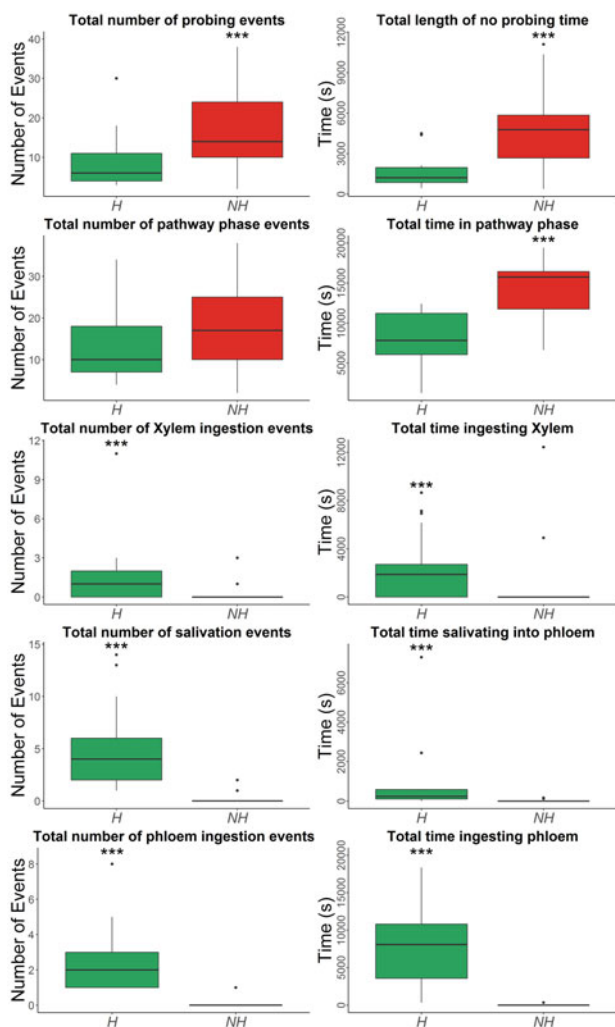 Total number of probing events
***
Number of Events
40
30
20
10
H NH
Total length of no probing time
***
Time (s)
12000
9000
6000
3000
0
H NH
Total number of pathway phase events
Number of Events
30
20
10
H NH
Total time in pathway phase
***
Time (s)
20000
15000
10000
5000
H NH
Total number of Xylem ingestion events
***
Number of Events
12
9
6
3
0
H NH
Total time ingesting Xylem
***
Time (s)
12000
8000
4000
0
H NH
Total number of salivation events
***
Number of Events
15
10
5
0
H NH
Total time salivating into phloem
***
Time (s)
6000
4000
2000
0
H NH
Total number of phloem ingestion events
***
Number of Events
8
6
4
2
0
H NH
Total time ingesting phloem
***
Time (s)
20000
15000
10000
5000
0
H NH